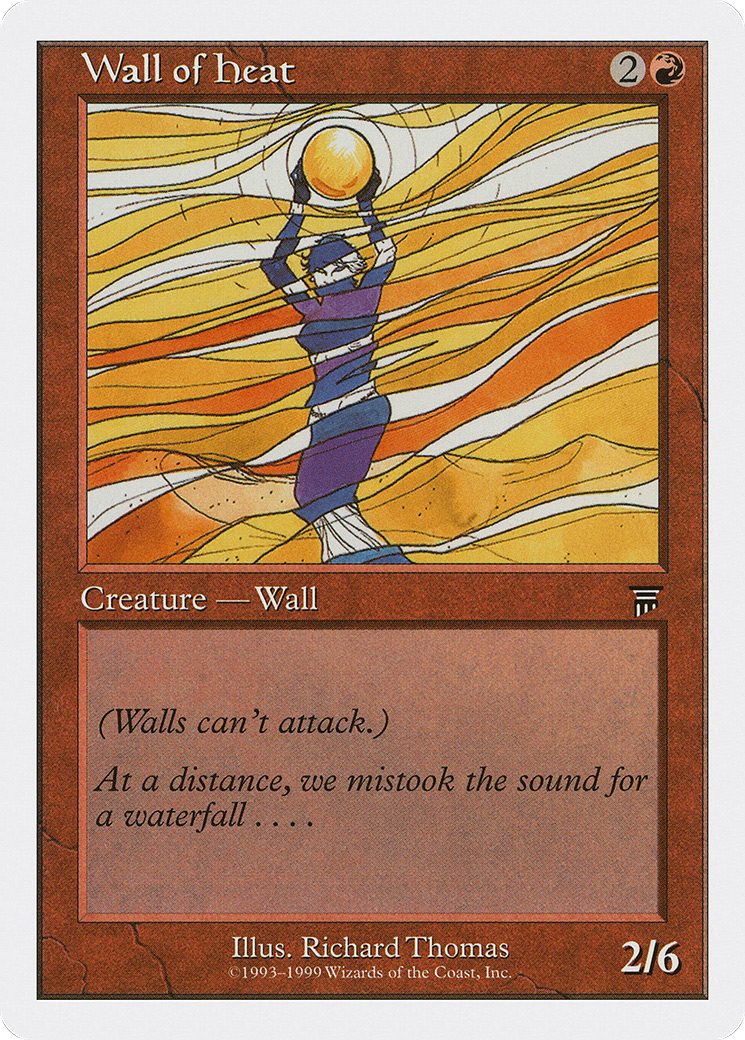 Wall of Heat
2
Creature — Wall
(Walls can't attack.)
At a distance, we mistook the sound for
a waterfall . . . .
Illus. Richard Thomas
©1993–1999 Wizards of the Coast, Inc.
2/6